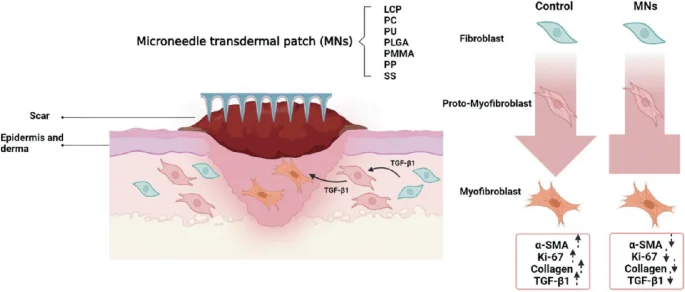 LCP
PC
PU
Microneedle transdermal patch (MNs)
PLGA
PMMA
PP
SS
Scar
Epidermis and
derma
TGF-β1
TGF-β1
Control
MNs
Fibroblast
Proto-Myofibroblast
Myofibroblast
α-SMA
Ki-67
Collagen
TGF-β1
α-SMA
Ki-67
Collagen
TGF-β1